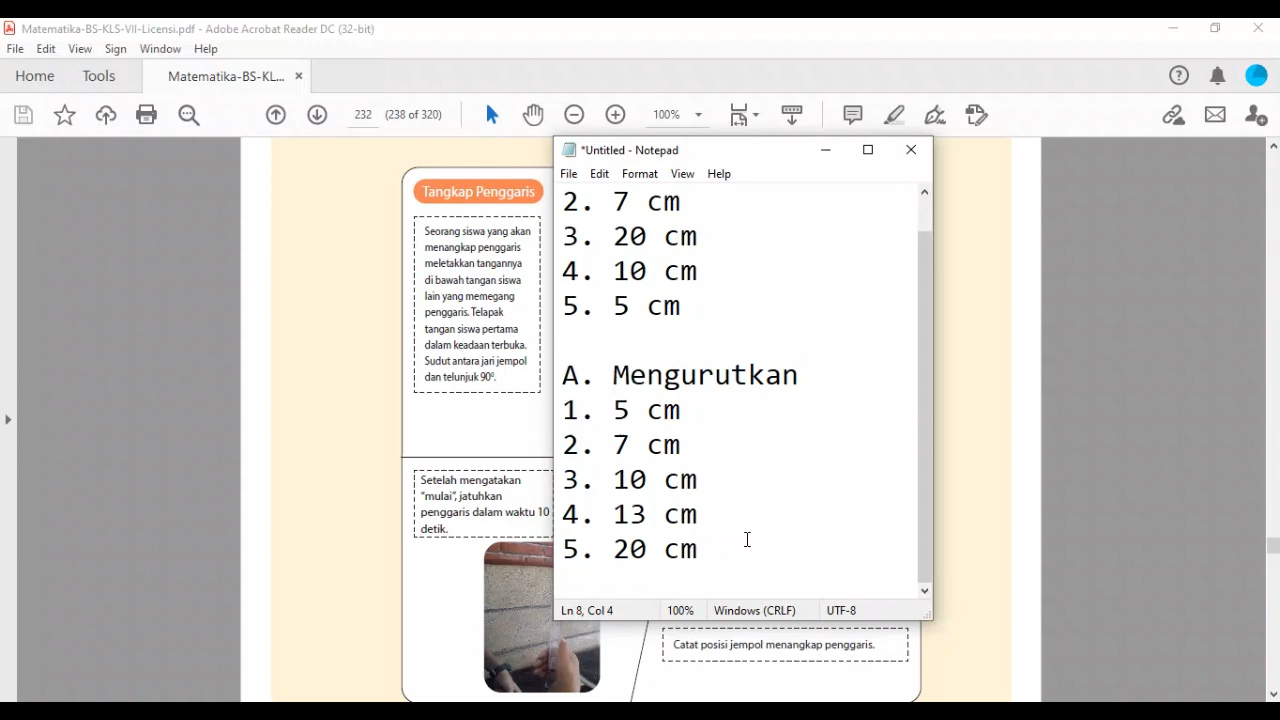 Matematika-BS-KLS-VII-Licensi.pdf - Adobe Acrobat Reader DC (32-bit)
File Edit View Sign Window Help
Home Tools Matematika-BS-KL... ×
232 (238 of 320) 100%
*Untitled - Notepad
File Edit Format View Help
2. 7 cm
3. 20 cm
4. 10 cm
5. 5 cm
A. Mengurutkan
1. 5 cm
2. 7 cm
3. 10 cm
4. 13 cm
5. 20 cm
Ln 8, Col 4 100% Windows (CRLF) UTF-8
Tangkap Penggaris
Seorang siswa yang akan
menangkap penggaris
meletakkan tangannya
di bawah tangan siswa
lain yang memegang
penggaris. Telapak
tangan siswa pertama
dalam keadaan terbuka.
Sudut antara jari jempol
dan telunjuk 90⁰.
Setelah mengatakan
“mulai”, jatuhkan
penggaris dalam waktu 10
detik.
Catat posisi jempol menangkap penggaris.